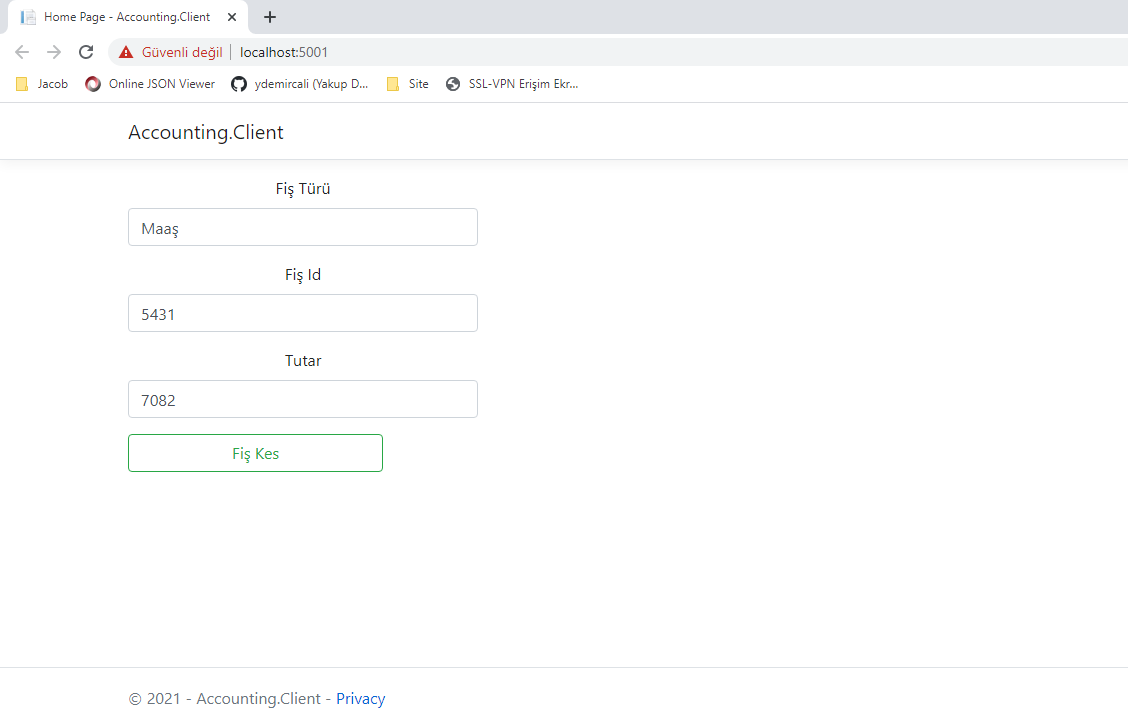 Home Page - Accounting.Client
Güvenli değil localhost:5001
Jacob Online JSON Viewer ydemircali (Yakup D... Site SSL-VPN Erişim Ekr...
Accounting.Client
Fiş Türü
Maaş
Fiş Id
5431
Tutar
7082
Fiş Kes
© 2021 - Accounting.Client - Privacy